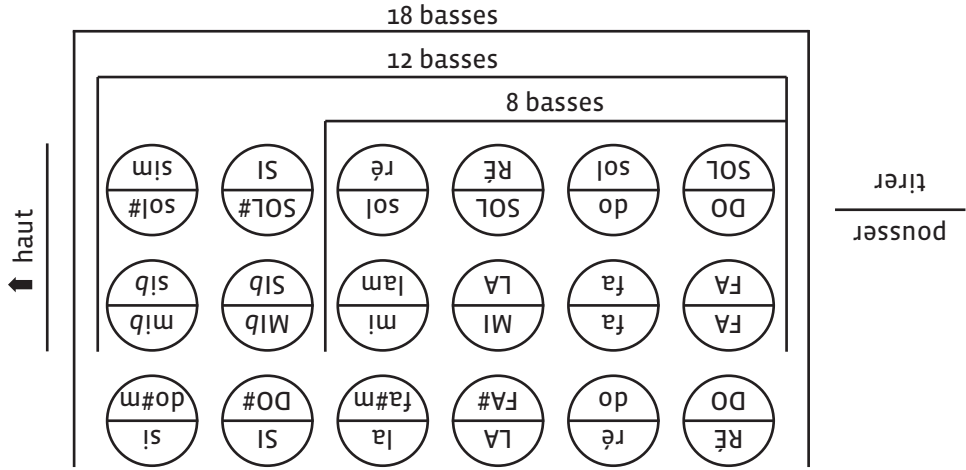 18 basses
12 basses
8 basses
sim SI ré RÉ sol SOL
sol# SOL# sol SOL do DO
tirer
pousser
⬆ haut
sib SIb lam LA fa FA
mib MIb mi MI fa FA
do#m DO# fa#m FA# do DO
si SI la LA ré RÉ